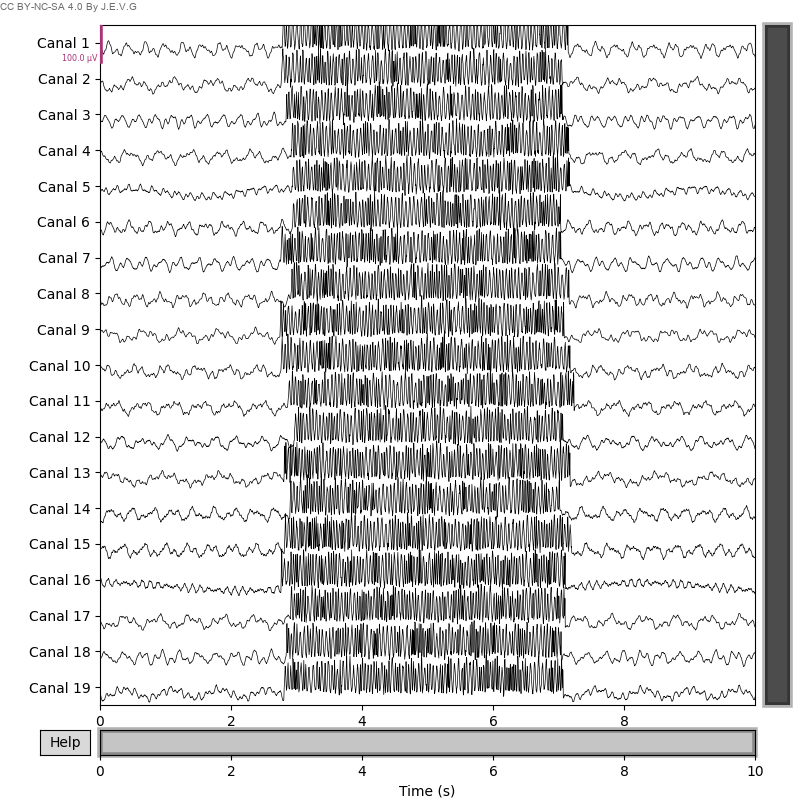 CC BY-NC-SA 4.0 By J.E.V.G
Canal 1
100.0 µV
Canal 2
Canal 3
Canal 4
Canal 5
Canal 6
Canal 7
Canal 8
Canal 9
Canal 10
Canal 11
Canal 12
Canal 13
Canal 14
Canal 15
Canal 16
Canal 17
Canal 18
Canal 19
0 2 4 6 8
Help
0 2 4 6 8 10
Time (s)